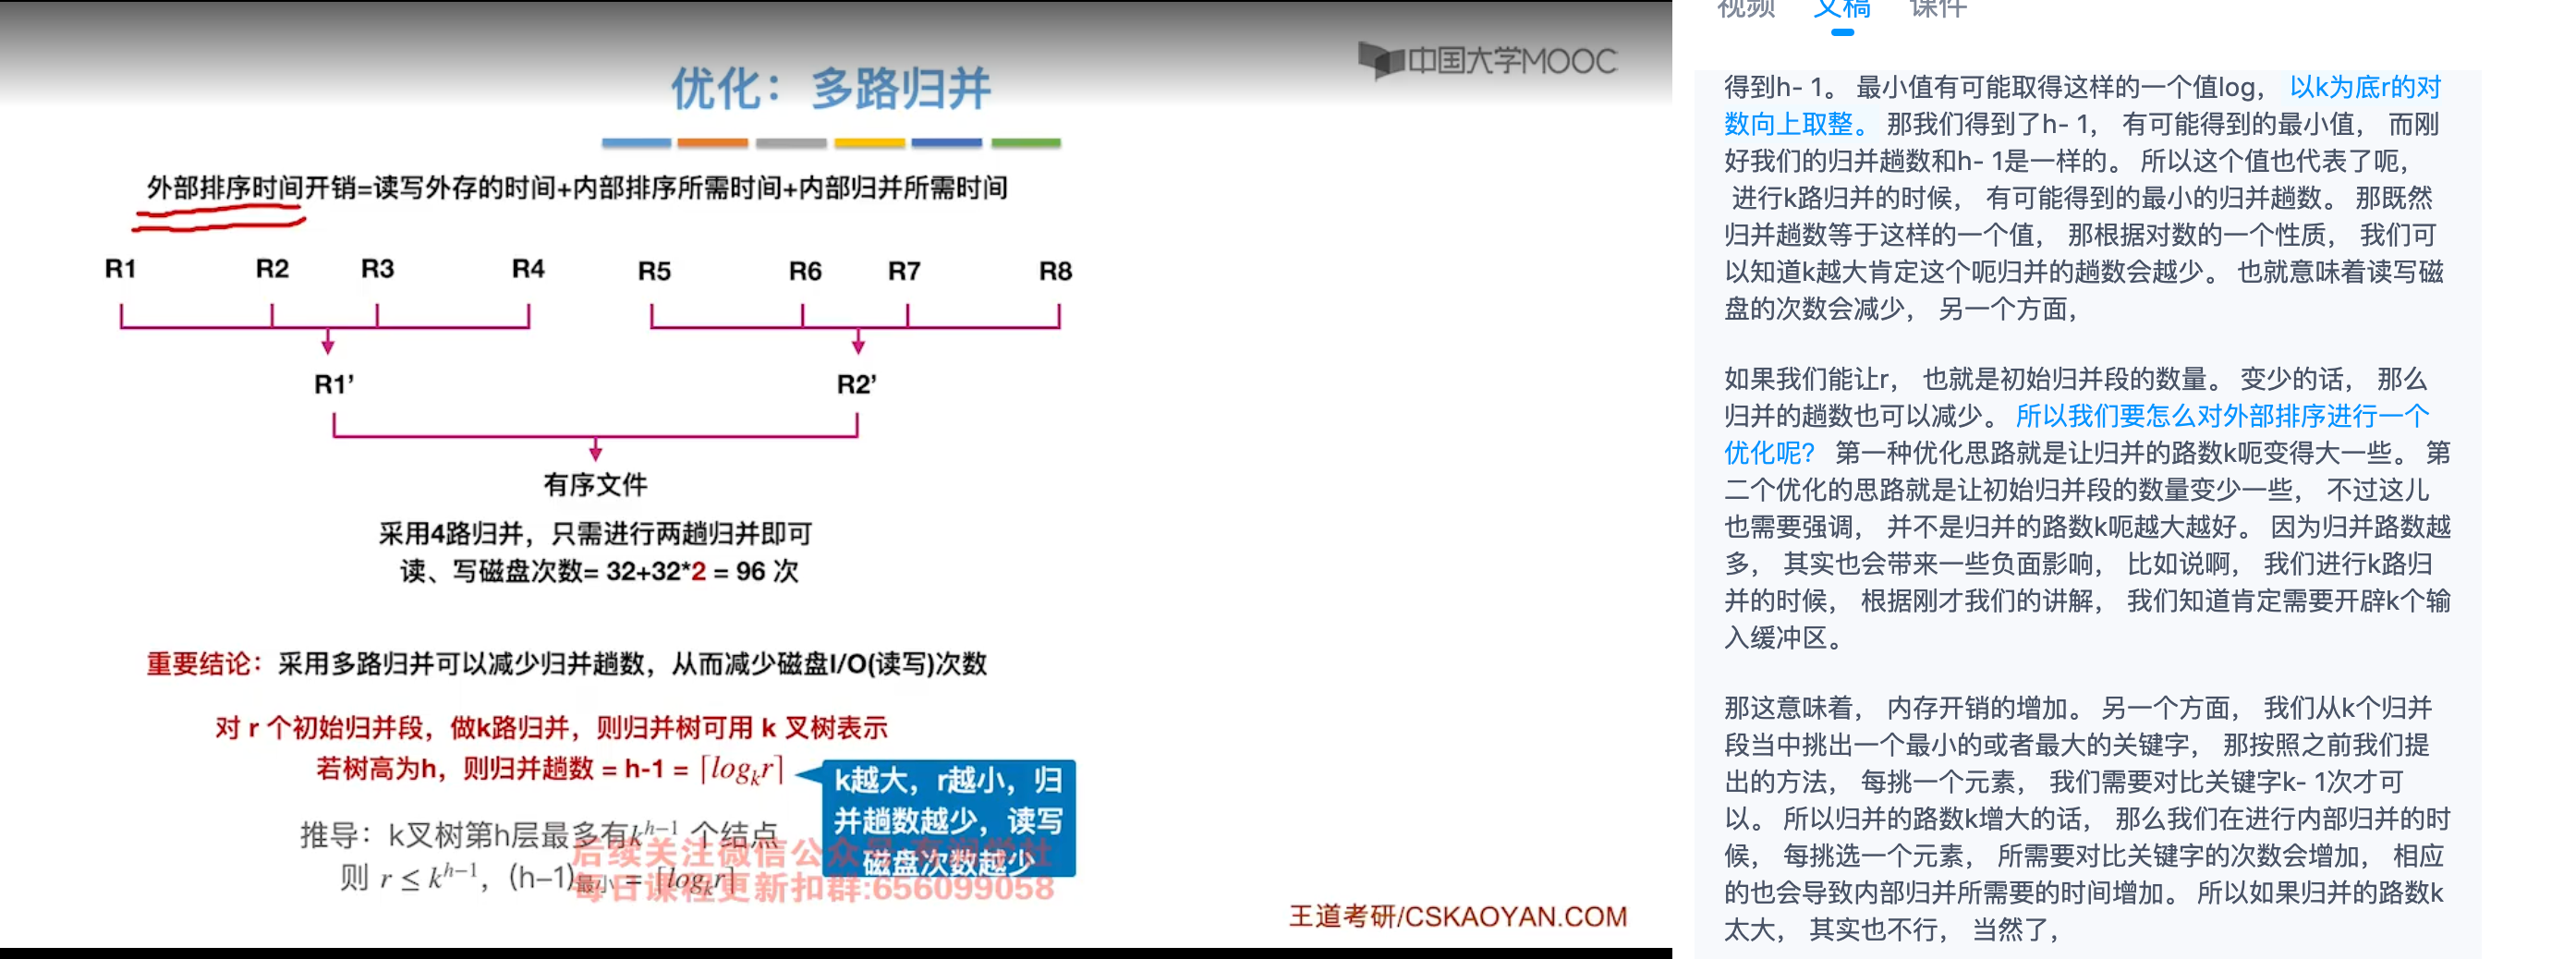 优化：多路归并
中国大学MOOC
外部排序时间开销=读写外存的时间+内部排序所需时间+内部归并所需时间
R1 R2 R3 R4 R5 R6 R7 R8
R1’ R2’
有序文件
采用4路归并，只需进行两趟归并即可
读、写磁盘次数= 32+32*2 = 96 次
重要结论：采用多路归并可以减少归并趟数，从而减少磁盘I/O(读写)次数
对 r 个初始归并段，做k路归并，则归并树可用 k 叉树表示
若树高为h，则归并趟数 = h-1 = ⌈logₖr⌉
k越大，r越小，归
并趟数越少，读写
磁盘次数越少
推导：k叉树第h层最多有kʰ⁻¹ 个结点
则 r ≤ kʰ⁻¹，(h–1)最小 = ⌈logₖr⌉
后续关注微信公众号
每日课程更新扣群:656099058
王道考研/CSKAOYAN.COM
视频 文稿 课件
得到h- 1。 最小值有可能取得这样的一个值log， 以k为底r的对
数向上取整。 那我们得到了h- 1， 有可能得到的最小值， 而刚
好我们的归并趟数和h- 1是一样的。 所以这个值也代表了呃，
进行k路归并的时候， 有可能得到的最小的归并趟数。 那既然
归并趟数等于这样的一个值， 那根据对数的一个性质， 我们可
以知道k越大肯定这个呃归并的趟数会越少。 也就意味着读写磁
盘的次数会减少， 另一个方面，
如果我们能让r， 也就是初始归并段的数量。 变少的话， 那么
归并的趟数也可以减少。 所以我们要怎么对外部排序进行一个
优化呢？ 第一种优化思路就是让归并的路数k呃变得大一些。 第
二个优化的思路就是让初始归并段的数量变少一些， 不过这儿
也需要强调， 并不是归并的路数k呃越大越好。 因为归并路数越
多， 其实也会带来一些负面影响， 比如说啊， 我们进行k路归
并的时候， 根据刚才我们的讲解， 我们知道肯定需要开辟k个输
入缓冲区。
那这意味着， 内存开销的增加。 另一个方面， 我们从k个归并
段当中挑出一个最小的或者最大的关键字， 那按照之前我们提
出的方法， 每挑一个元素， 我们需要对比关键字k- 1次才可
以。 所以归并的路数k增大的话， 那么我们在进行内部归并的时
候， 每挑选一个元素， 所需要对比关键字的次数会增加， 相应
的也会导致内部归并所需要的时间增加。 所以如果归并的路数k
太大， 其实也不行， 当然了，